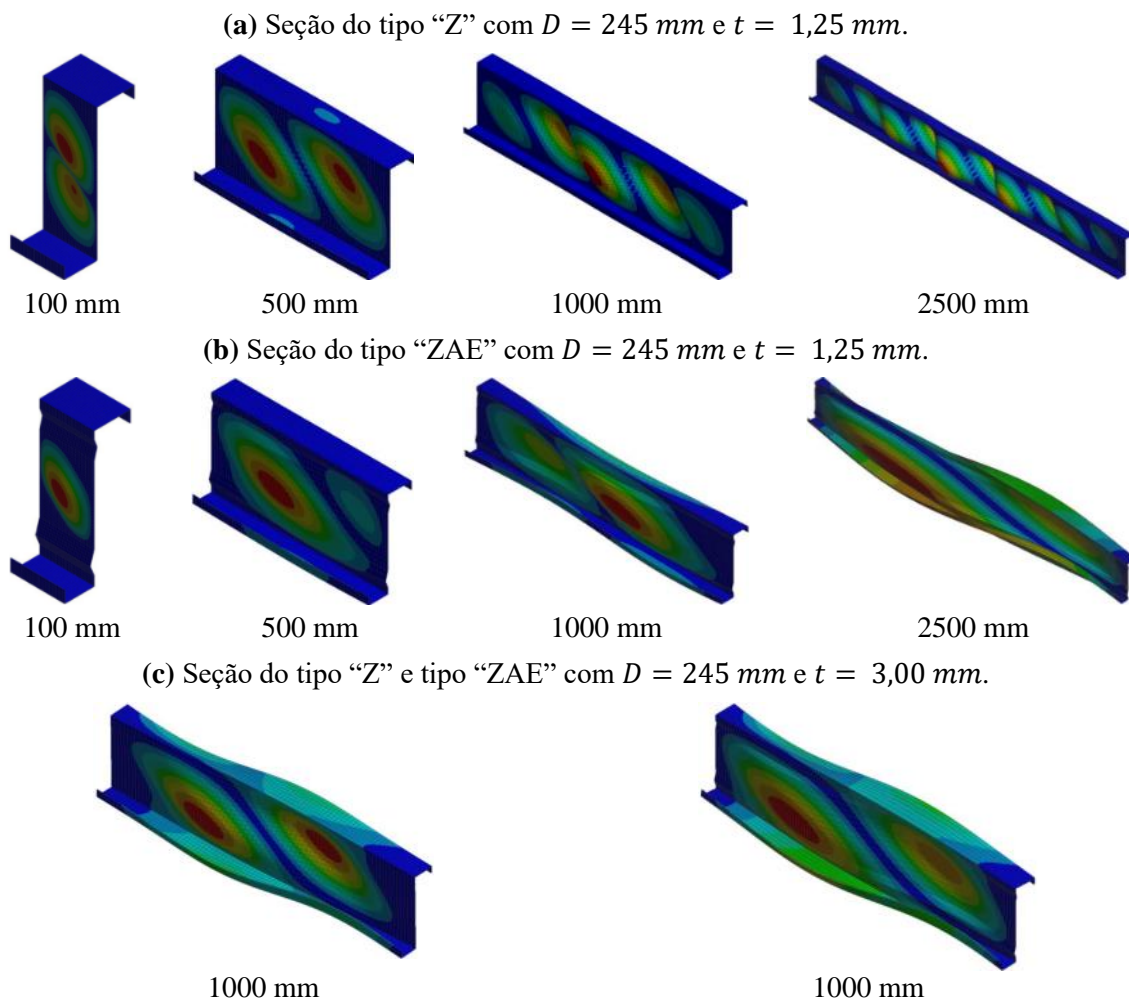 (a) Seção do tipo “Z” com D = 245 mm e t = 1,25 mm.
100 mm 500 mm 1000 mm 2500 mm
(b) Seção do tipo “ZAE” com D = 245 mm e t = 1,25 mm.
100 mm 500 mm 1000 mm 2500 mm
(c) Seção do tipo “Z” e tipo “ZAE” com D = 245 mm e t = 3,00 mm.
1000 mm 1000 mm